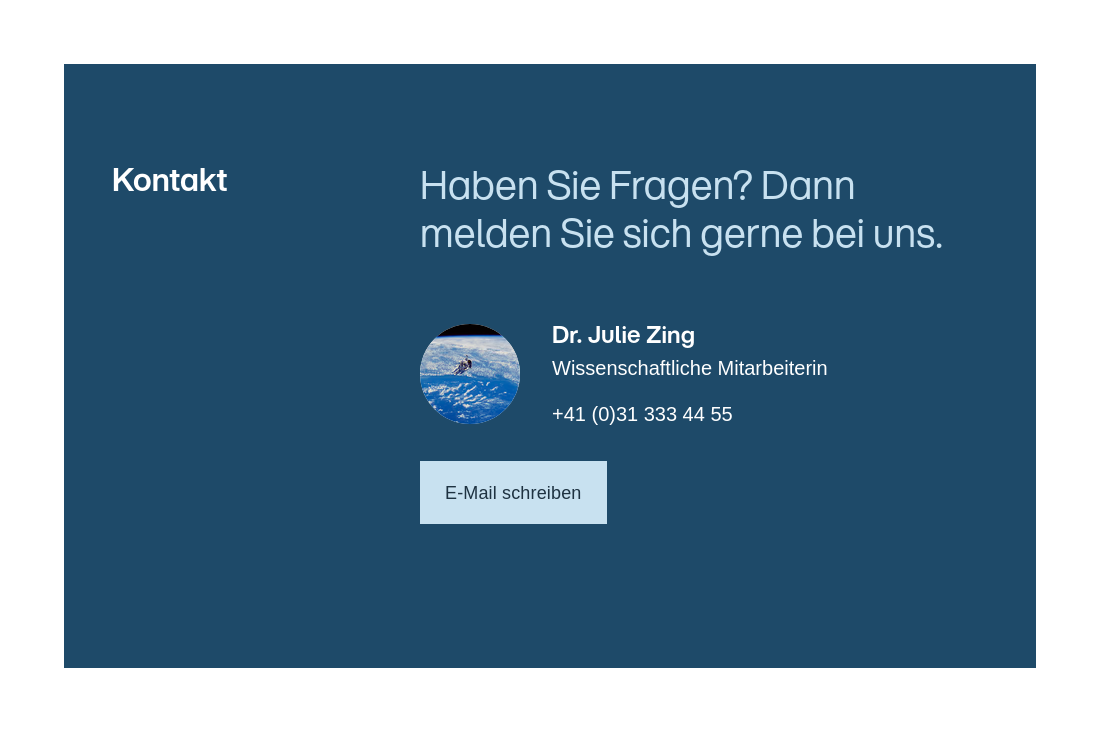 Kontakt
Haben Sie Fragen? Dann
melden Sie sich gerne bei uns.
Dr. Julie Zing
Wissenschaftliche Mitarbeiterin
+41 (0)31 333 44 55
E-Mail schreiben